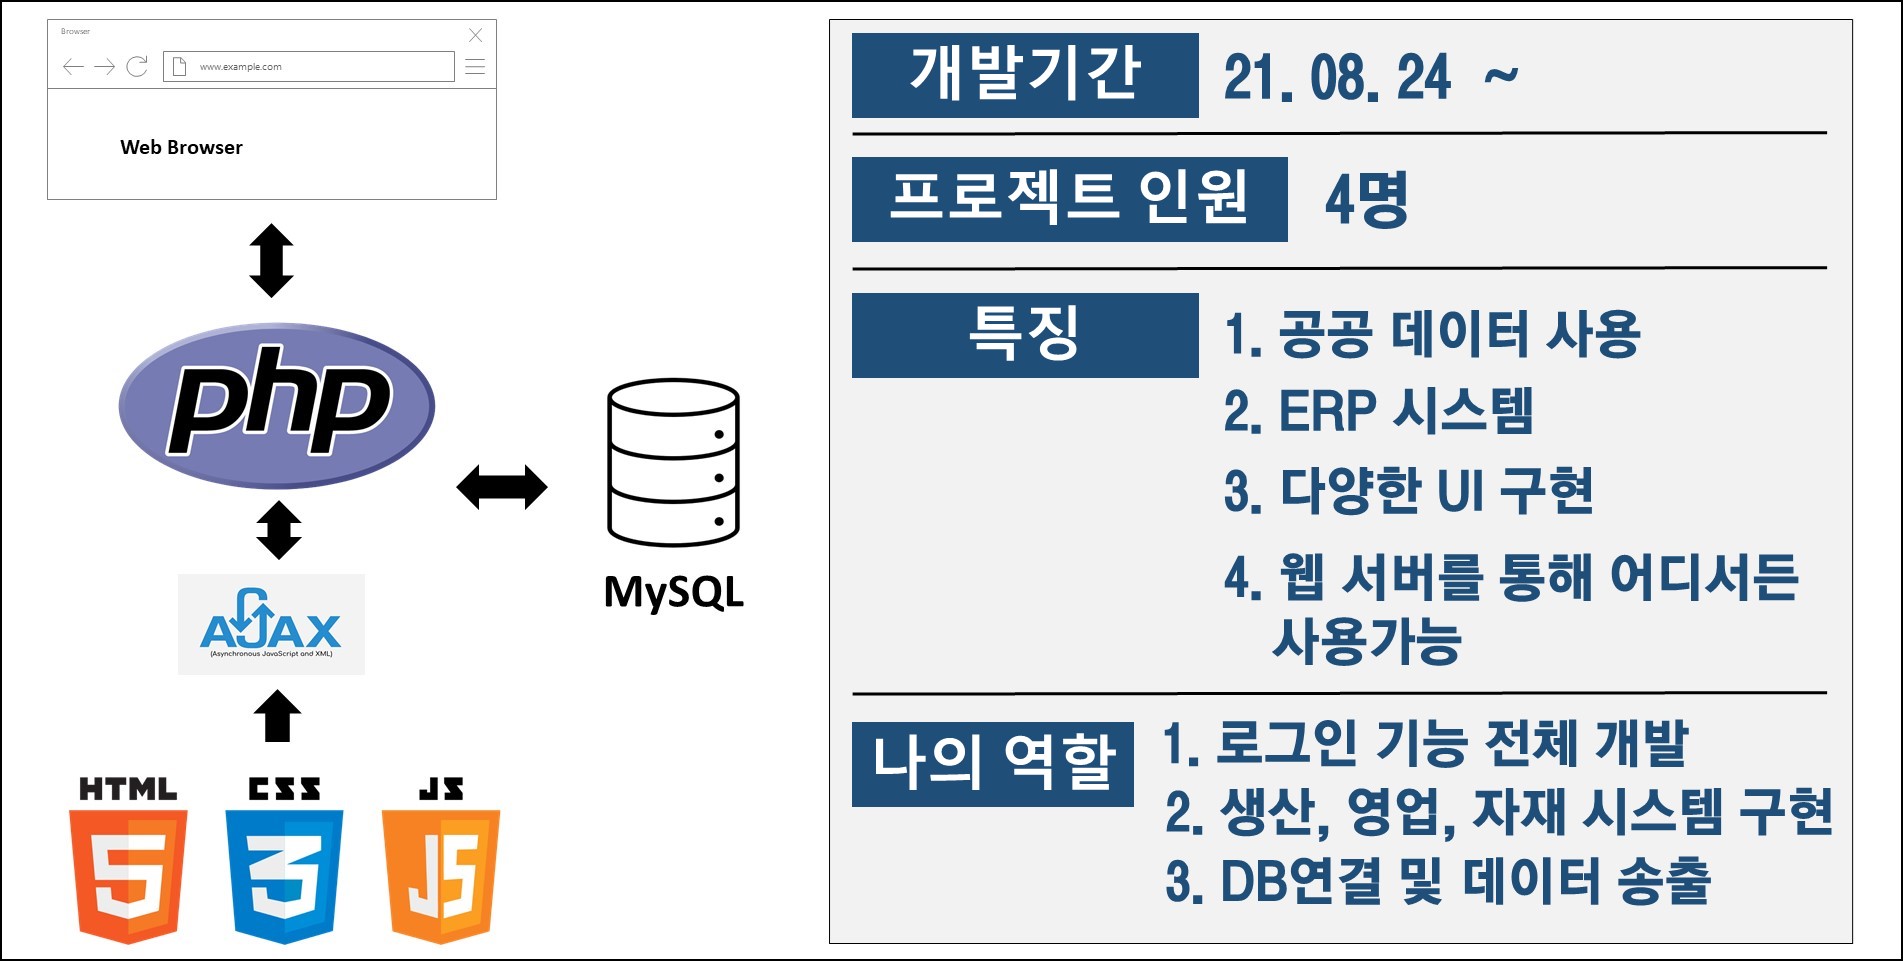 Browser
www.example.com
Web Browser
php
MySQL
AJAX
(Asynchronous JavaScript and XML)
HTML
CSS
JS
5
3
JS
개발기간
21. 08. 24 ~
프로젝트 인원
4명
특징
1. 공공 데이터 사용
2. ERP 시스템
3. 다양한 UI 구현
4. 웹 서버를 통해 어디서든
사용가능
나의 역할
1. 로그인 기능 전체 개발
2. 생산, 영업, 자재 시스템 구현
3. DB연결 및 데이터 송출